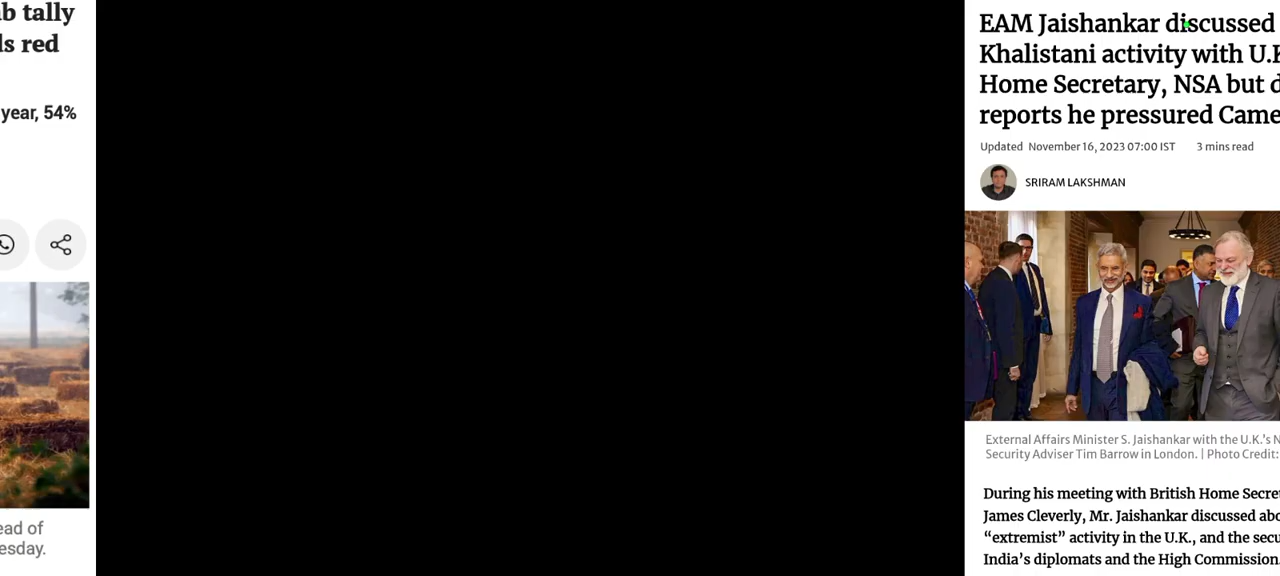 b tally
ls red
year, 54%
ead of
esday.
EAM Jaishankar discussed
Khalistani activity with U.K
Home Secretary, NSA but d
reports he pressured Came
Updated November 16, 2023 07:00 IST 3 mins read
SRIRAM LAKSHMAN
External Affairs Minister S. Jaishankar with the U.K.'s N
Security Adviser Tim Barrow in London. | Photo Credit:
During his meeting with British Home Secre
James Cleverly, Mr. Jaishankar discussed abo
“extremist” activity in the U.K., and the secu
India’s diplomats and the High Commission.